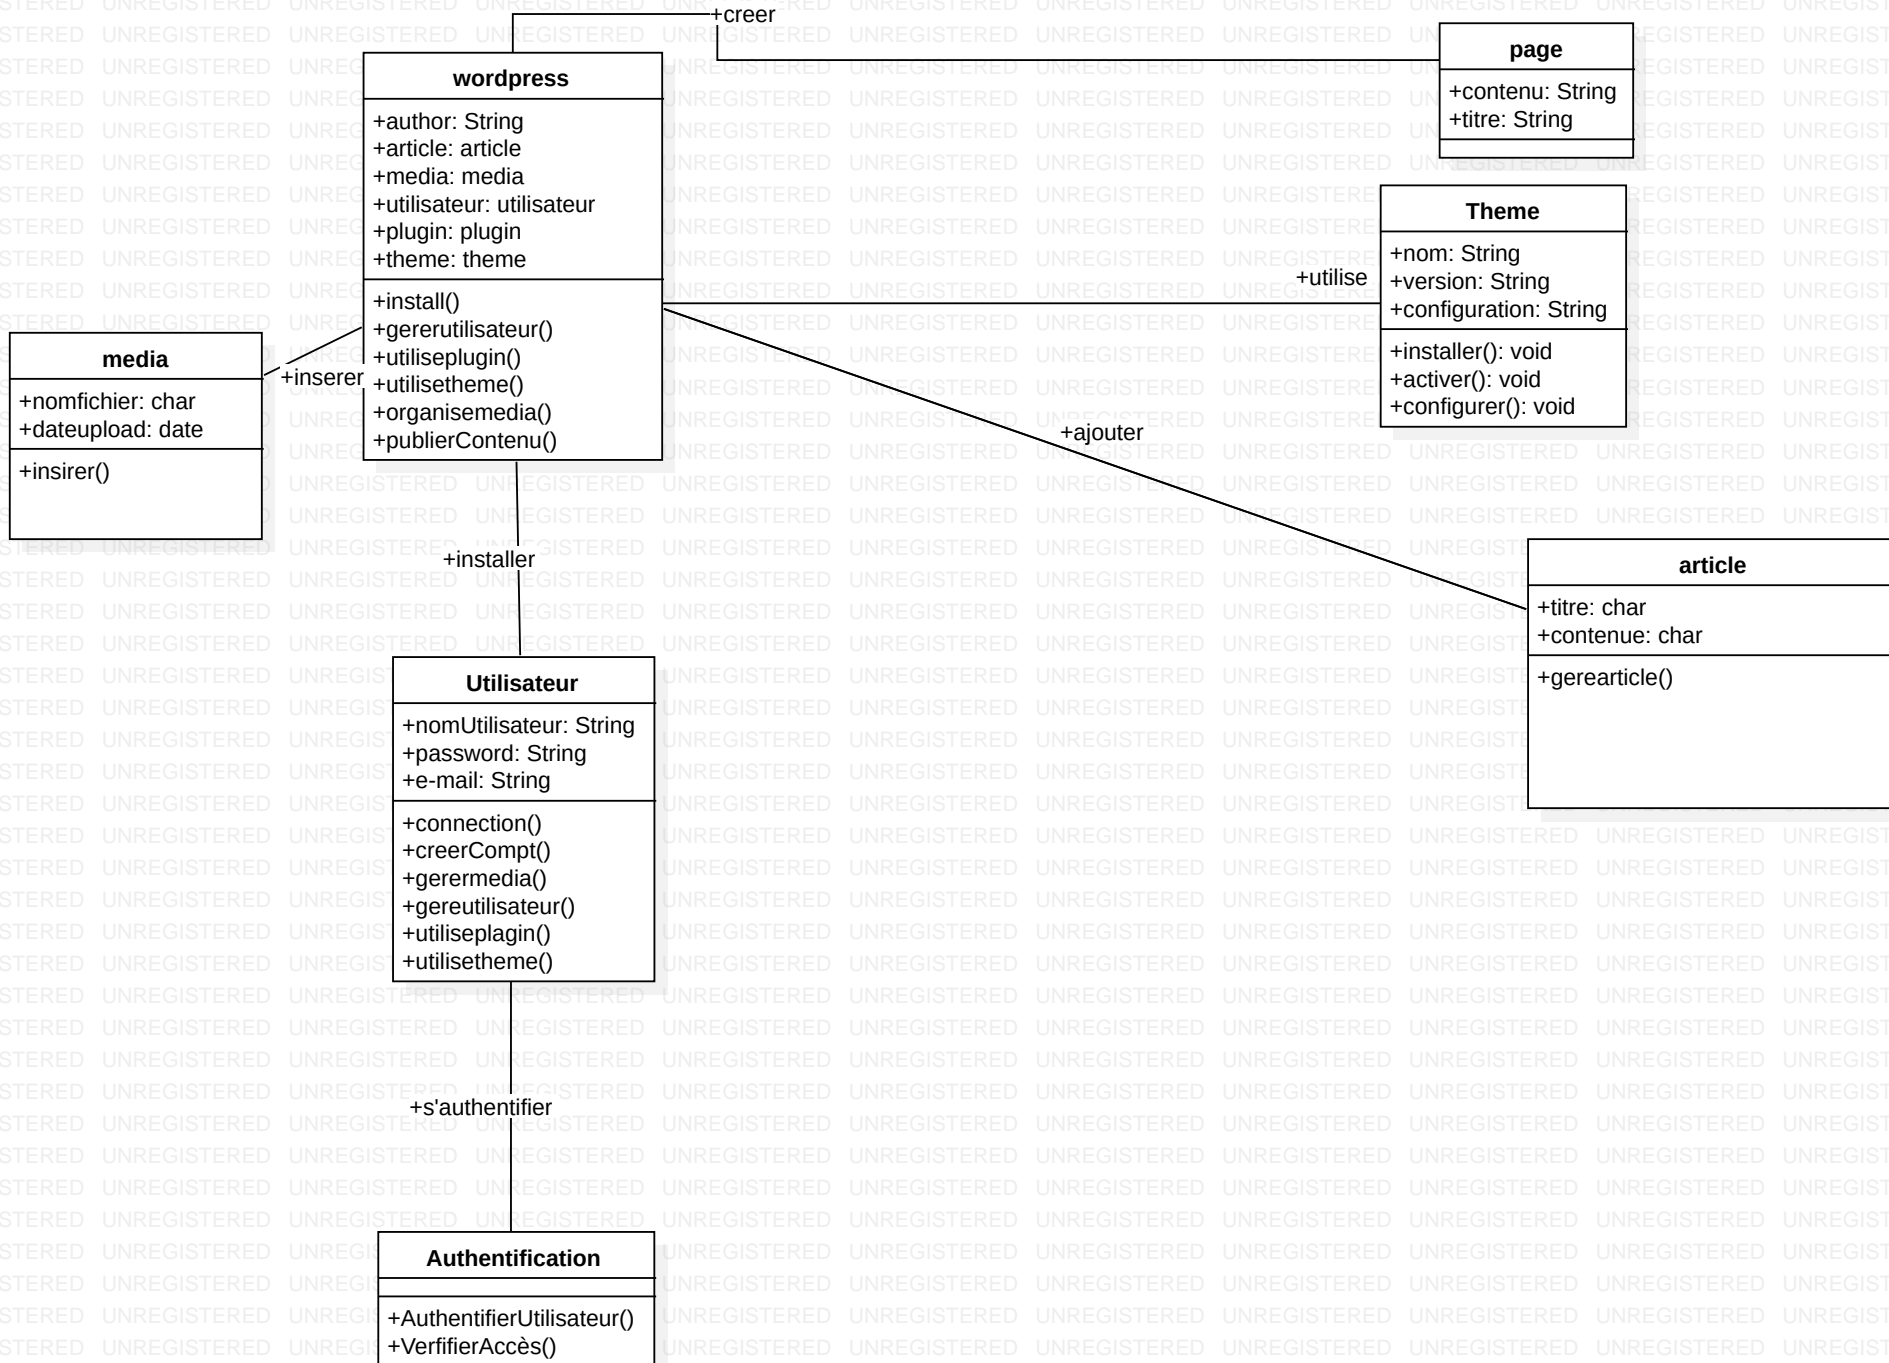 +creer
wordpress
+author: String
+article: article
+media: media
+utilisateur: utilisateur
+plugin: plugin
+theme: theme
+install()
+gererutilisateur()
+utiliseplugin()
+utilisetheme()
+organisemedia()
+publierContenu()
page
+contenu: String
+titre: String
Theme
+nom: String
+version: String
+configuration: String
+installer(): void
+activer(): void
+configurer(): void
+utilise
media
+nomfichier: char
+dateupload: date
+insirer()
+inserer
+ajouter
article
+titre: char
+contenue: char
+gerearticle()
+installer
Utilisateur
+nomUtilisateur: String
+password: String
+e-mail: String
+connection()
+creerCompt()
+gerermedia()
+gereutilisateur()
+utiliseplagin()
+utilisetheme()
+s'authentifier
Authentification
+AuthentifierUtilisateur()
+VerfifierAccès()
UNREGISTERED